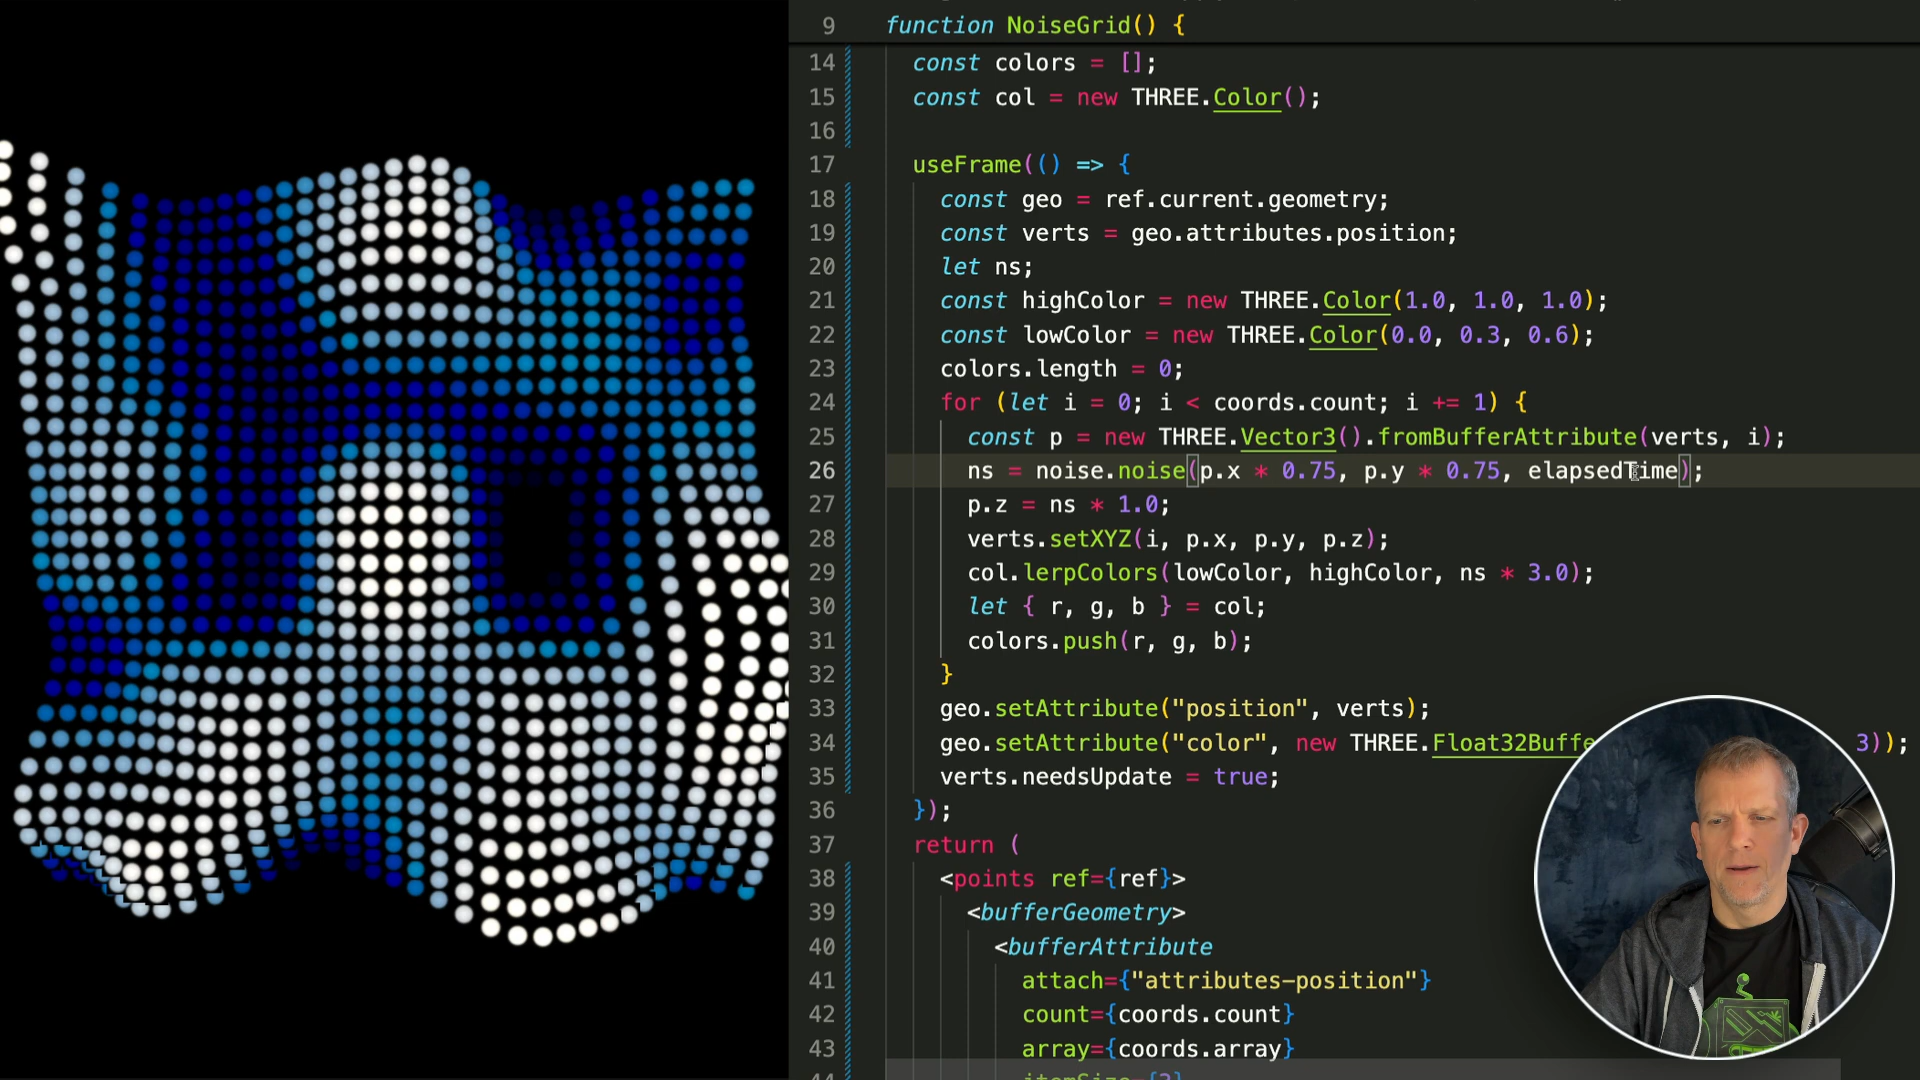 9 function NoiseGrid() {
14 const colors = [];
15 const col = new THREE.Color();
16
17 useFrame(() => {
18 const geo = ref.current.geometry;
19 const verts = geo.attributes.position;
20 let ns;
21 const highColor = new THREE.Color(1.0, 1.0, 1.0);
22 const lowColor = new THREE.Color(0.0, 0.3, 0.6);
23 colors.length = 0;
24 for (let i = 0; i < coords.count; i += 1) {
25 const p = new THREE.Vector3().fromBufferAttribute(verts, i);
26 ns = noise.noise(p.x * 0.75, p.y * 0.75, elapsedTime);
27 p.z = ns * 1.0;
28 verts.setXYZ(i, p.x, p.y, p.z);
29 col.lerpColors(lowColor, highColor, ns * 3.0);
30 let { r, g, b } = col;
31 colors.push(r, g, b);
32 }
33 geo.setAttribute("position", verts);
34 geo.setAttribute("color", new THREE.Float32Buffe 3));
35 verts.needsUpdate = true;
36 });
37 return (
38 <points ref={ref}>
39 <bufferGeometry>
40 <bufferAttribute
41 attach={"attributes-position"}
42 count={coords.count}
43 array={coords.array}